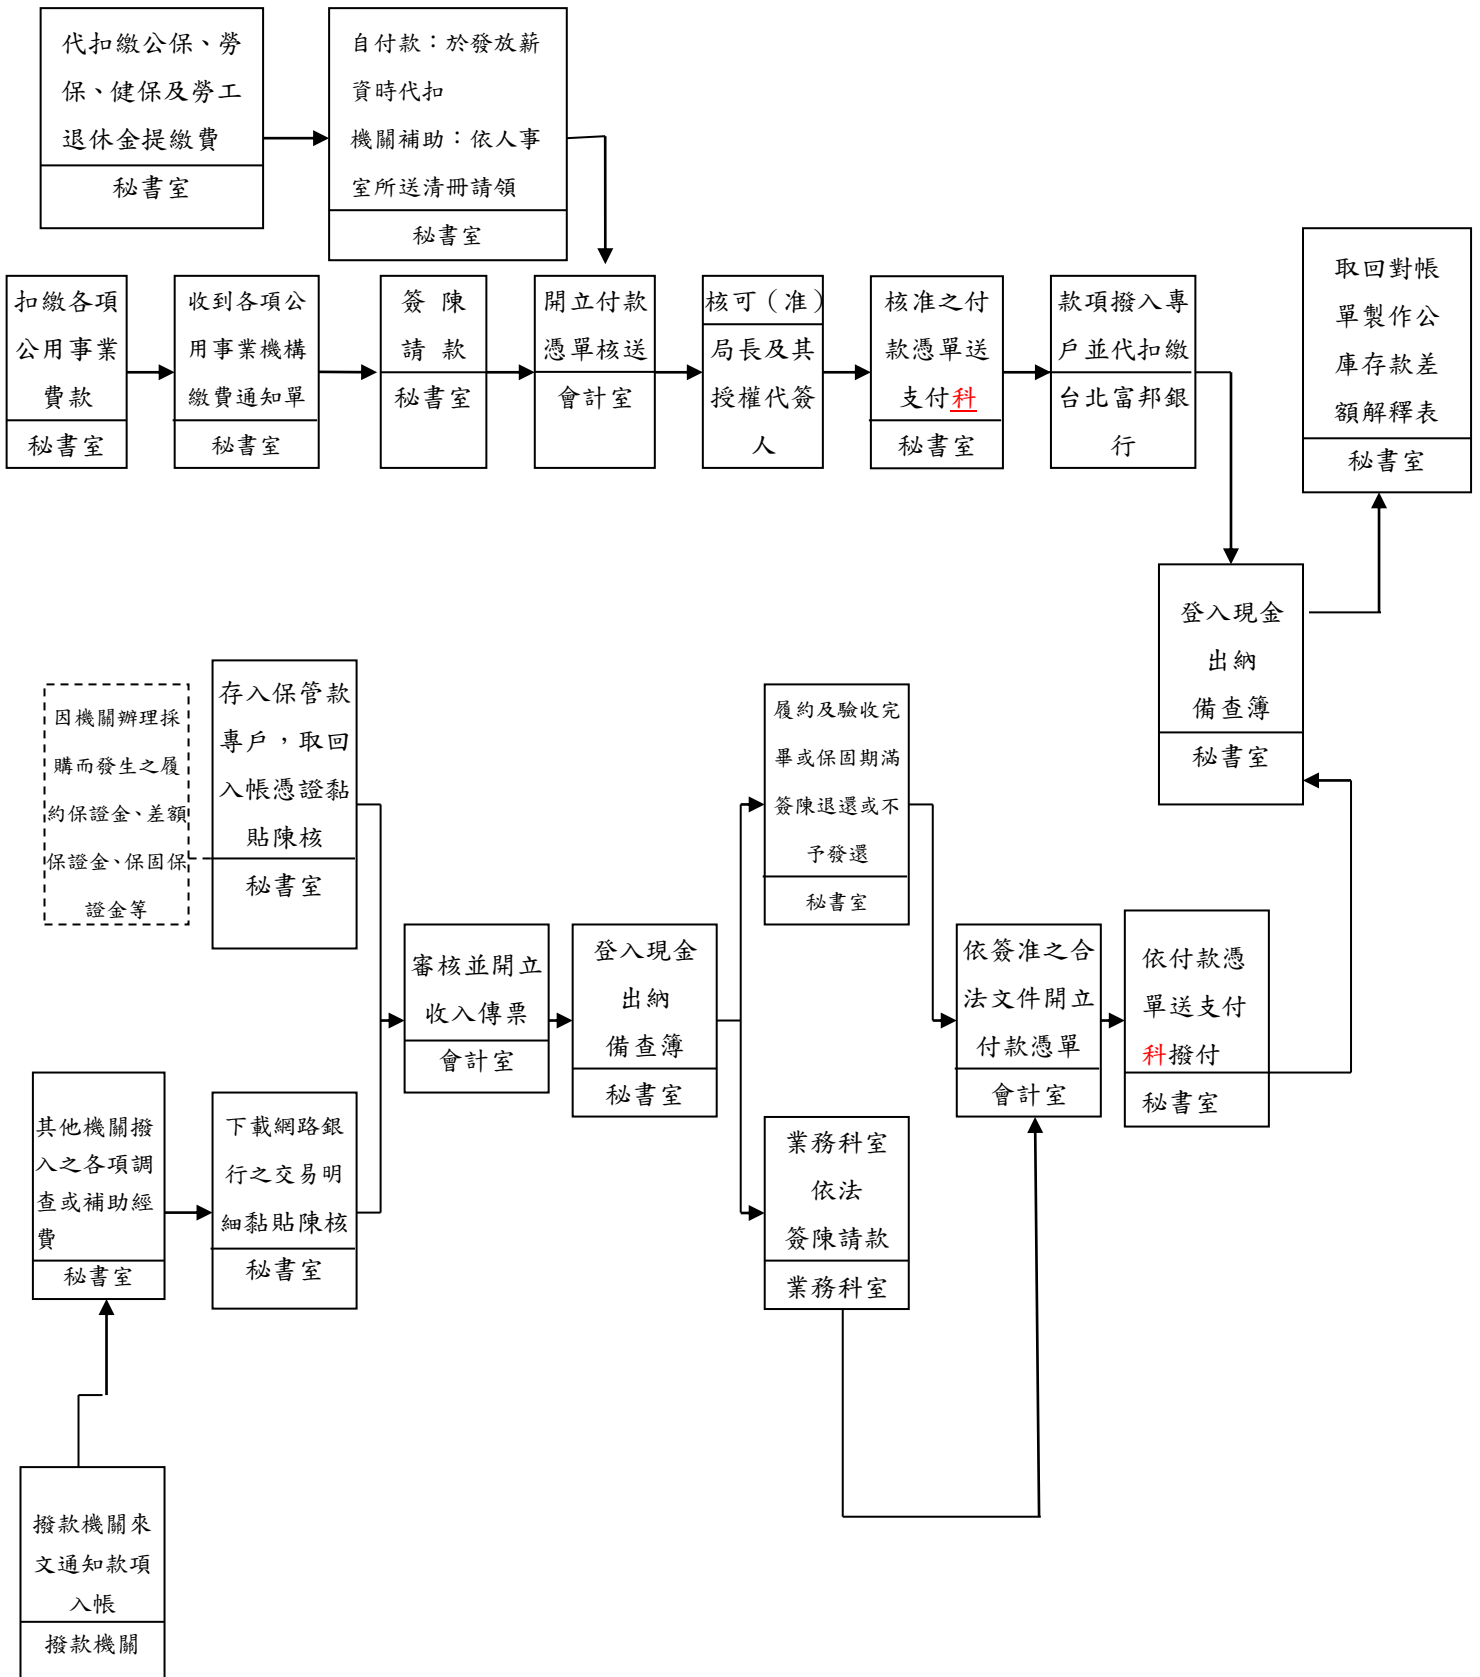 代扣繳公保、勞
保、健保及勞工
退休金提繳費
秘書室
自付款：於發放薪
資時代扣
機關補助：依人事
室所送清冊請領
秘書室
扣繳各項
公用事業
費款
秘書室
收到各項公
用事業機構
繳費通知單
秘書室
簽 陳
請 款
秘書室
開立付款
憑單核送
會計室
核可（准）
局長及其
授權代簽
人
核准之付
款憑單送
支付科
秘書室
款項撥入專
戶並代扣繳
台北富邦銀
行
取回對帳
單製作公
庫存款差
額解釋表
秘書室
登入現金
出納
備查簿
秘書室
因機關辦理採
購而發生之履
約保證金、差額
保證金、保固保
證金等
存入保管款
專戶，取回
入帳憑證黏
貼陳核
秘書室
履約及驗收完
畢或保固期滿
簽陳退還或不
予發還
秘書室
審核並開立
收入傳票
會計室
登入現金
出納
備查簿
秘書室
依簽准之合
法文件開立
付款憑單
會計室
依付款憑
單送支付
科撥付
秘書室
其他機關撥
入之各項調
查或補助經
費
秘書室
下載網路銀
行之交易明
細黏貼陳核
秘書室
業務科室
依法
簽陳請款
業務科室
撥款機關來
文通知款項
入帳
撥款機關